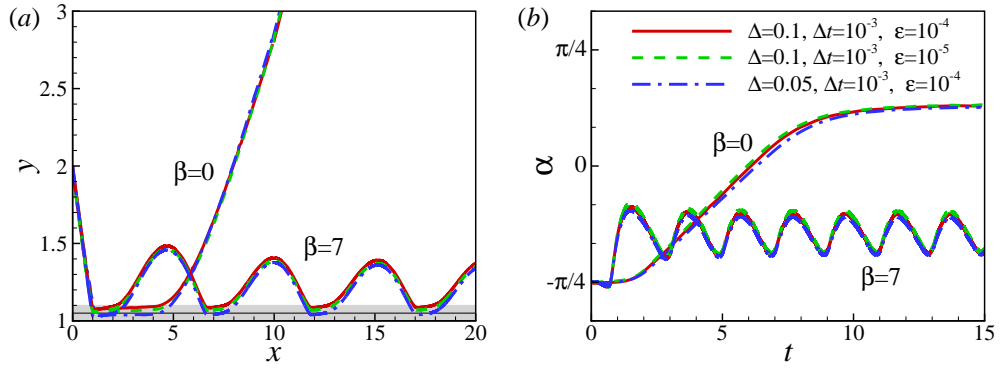 (a)
3
2.5
2
1.5
1
y
β=0
β=7
0
5
10
15
20
x
(b)
π/4
0
-π/4
α
Δ=0.1, Δt=10⁻³, ε=10⁻⁴
Δ=0.1, Δt=10⁻³, ε=10⁻⁵
Δ=0.05, Δt=10⁻³, ε=10⁻⁴
β=0
β=7
0
5
10
15
t